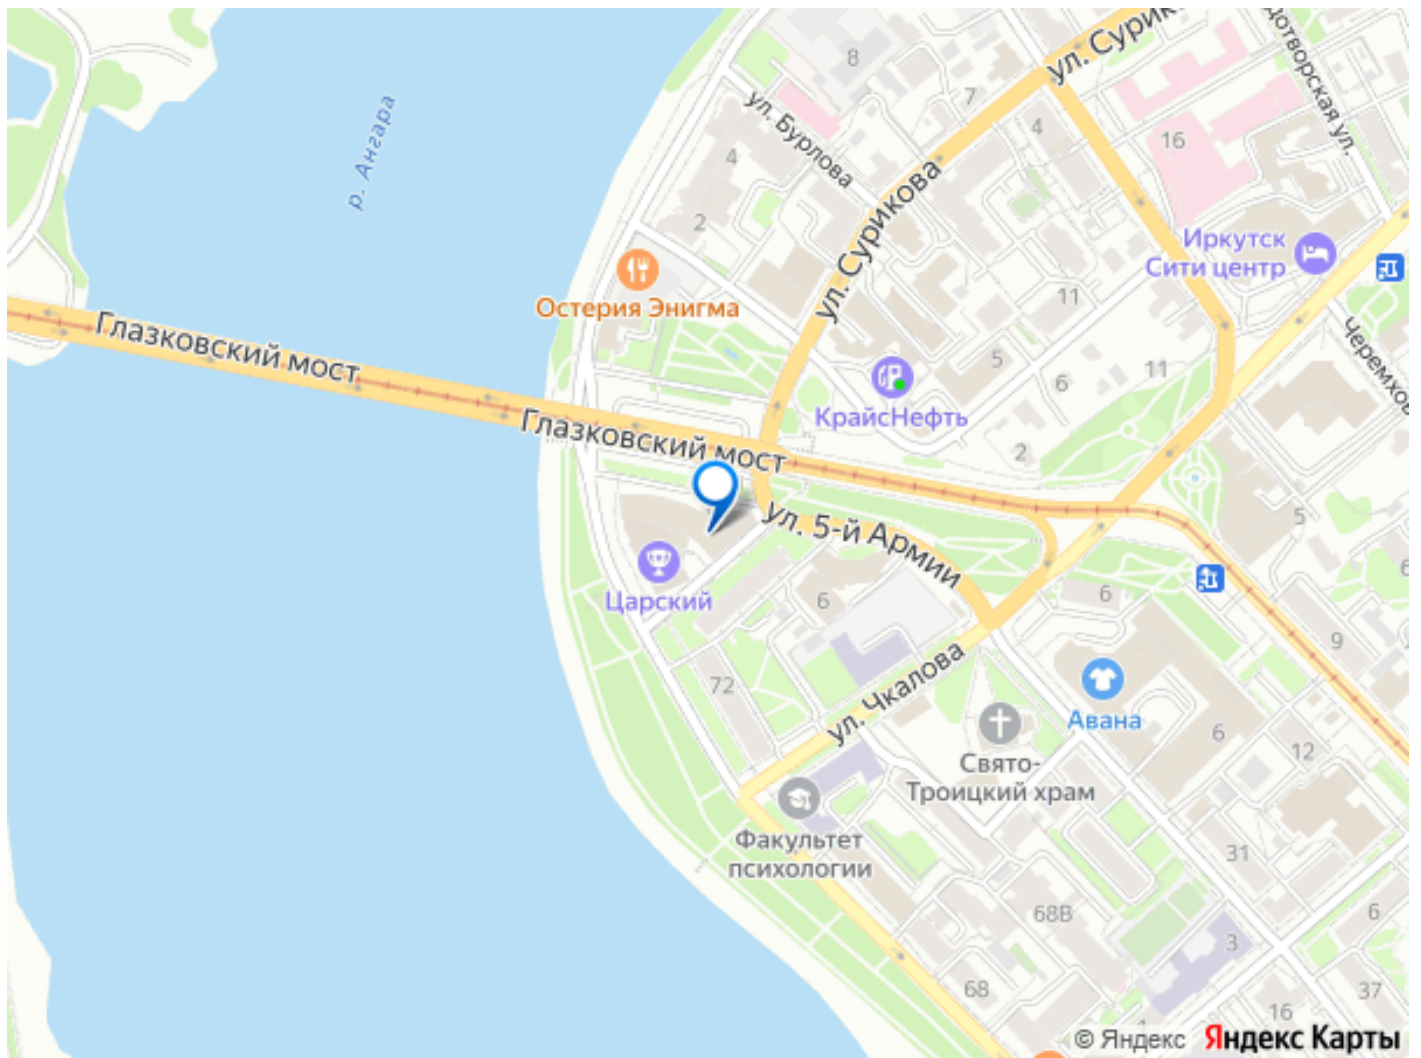 ул. Сурикова
8
7
4
16
ул. Бурлова
4
2
р. Ангара
ул. Сурикова
Иркутск
Сити центр
Остерия Энигма
11
5
11
6
КрайсНефть
2
Глазковский мост
Глазковский мост
ул. 5-й Армии
5
6
Царский
6
6
9
72
ул. Чкалова
Авана
6
12
Свято-
Троицкий храм
Факультет
психологии
31
68В
6
3
68
37
16
1
© Яндекс Яндекс Карты